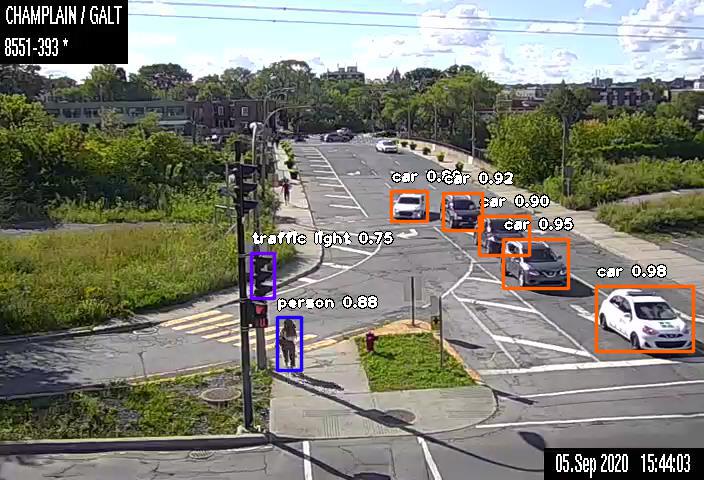 CHAMPLAIN / GALT
8551-393 *
car 0.92
car 0.90
car 0.95
traffic light 0.75
car 0.98
person 0.88
05.Sep 2020 15:44:03